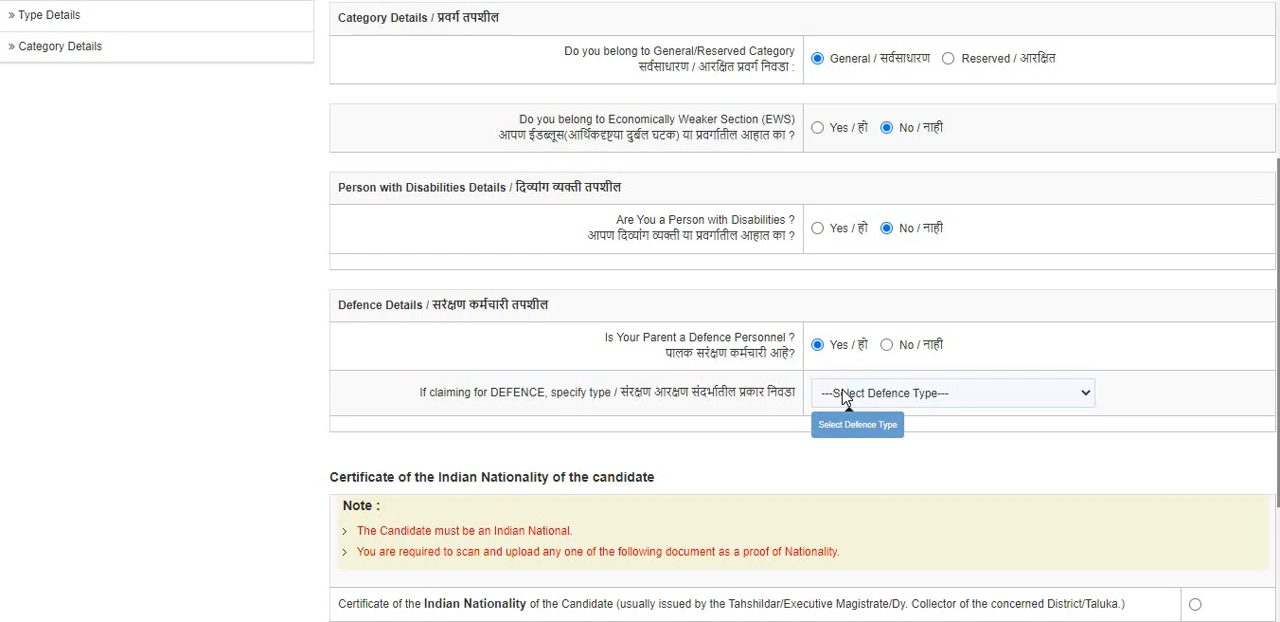 » Type Details
» Category Details
Category Details / प्रवर्ग तपशील
Do you belong to General/Reserved Category
सर्वसाधारण / आरक्षित प्रवर्ग निवडा :
General / सर्वसाधारण Reserved / आरक्षित
Do you belong to Economically Weaker Section (EWS)
आपण ईडब्लूस(आर्थिकदृष्ट्या दुर्बल घटक) या प्रवर्गातील आहात का ?
Yes / हो No / नाही
Person with Disabilities Details / दिव्यांग व्यक्ती तपशील
Are You a Person with Disabilities ?
आपण दिव्यांग व्यक्ती या प्रवर्गातील आहात का ?
Yes / हो No / नाही
Defence Details / सरंक्षण कर्मचारी तपशील
Is Your Parent a Defence Personnel ?
पालक सरंक्षण कर्मचारी आहे?
Yes / हो No / नाही
If claiming for DEFENCE, specify type / संरक्षण आरक्षण संदर्भातील प्रकार निवडा
---Select Defence Type---
Select Defence Type
Certificate of the Indian Nationality of the candidate
Note :
The Candidate must be an Indian National.
You are required to scan and upload any one of the following document as a proof of Nationality.
Certificate of the Indian Nationality of the Candidate (usually issued by the Tahshildar/Executive Magistrate/Dy. Collector of the concerned District/Taluka.)